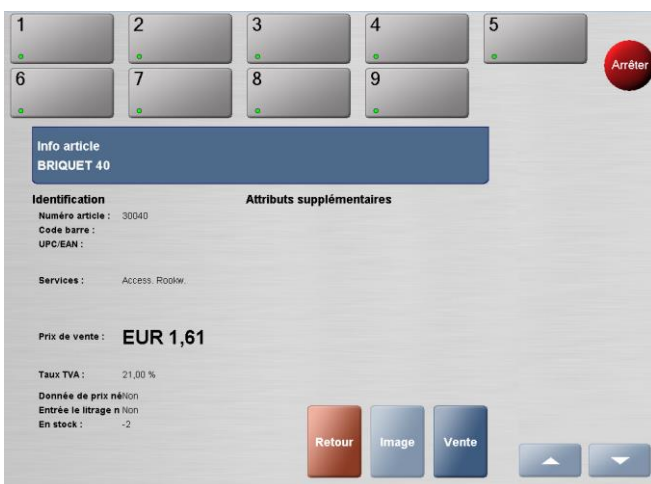 1 2 3 4 5
Arrêter
6 7 8 9
Info article
BRIQUET 40
Identification Attributs supplémentaires
Numéro article : 30040
Code barre :
UPC/EAN :
Services : Access. Rookw.
Prix de vente : EUR 1,61
Taux TVA : 21,00 %
Donnée de prix né Non
Entrée le litrage n Non
En stock : -2
Retour Image Vente